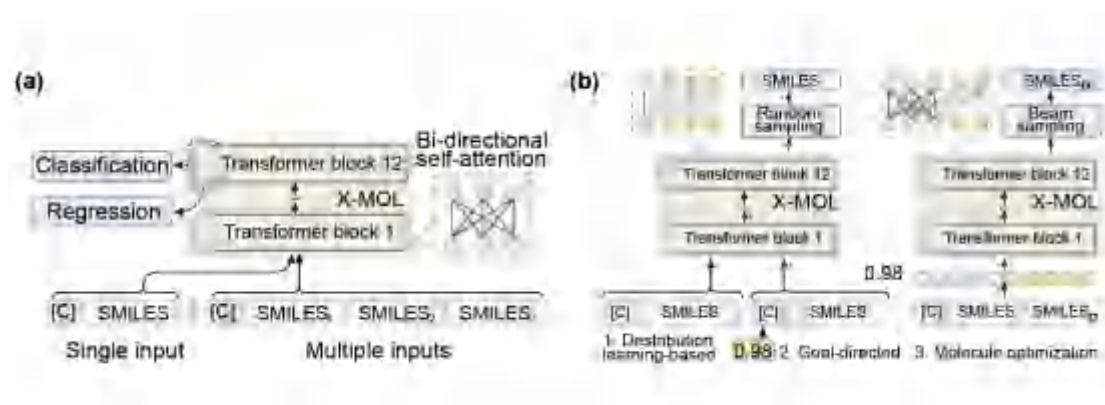 (a)
Bi-directional
self-attention
Classification
Transformer block 12
Regression
X-MOL
Transformer block 1
[C] SMILES [C] SMILES SMILES SMILES
Single input Multiple inputs
(b)
SMILES
Random
sampling
Transformer block 12
X-MOL
Transformer block 1
[C] SMILES [C] SMILES
1. Destribution
learning-based
0.98
2. Goal-directed
SMILES
Beam
sampling
Transformer block 12
X-MOL
Transformer block 1
0.98
[C] SMILES SMILES
3. Molecule optimization